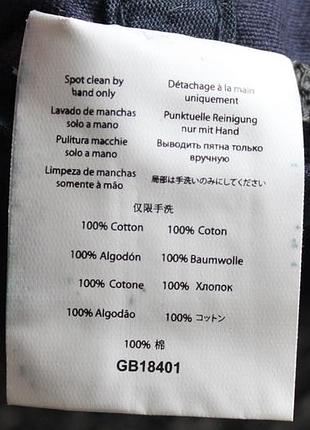 Spot clean by
hand only
Détachage à la main
uniquement
Lavado de manchas
solo a mano
Punktuelle Reinigung
nur mit Hand
Pulitura macchie
solo a mano
Выводить пятна только
вручную
Limpeza de manchas
somente à mão
局部は手洗いのみにしてください
仅限手洗
100% Cotton
100% Coton
100% Algodón
100% Baumwolle
100% Cotone
100% Хлопок
100% Algodão
100% コットン
100% 棉
GB18401